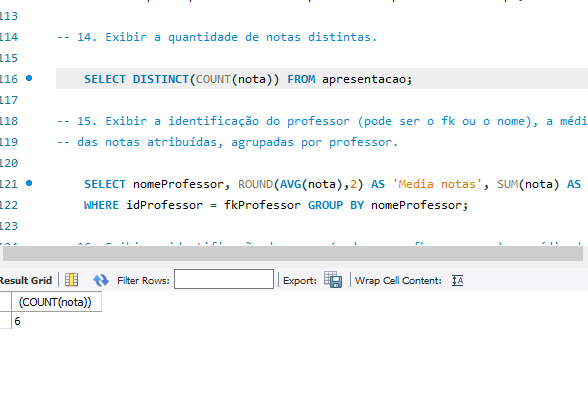 113
114 -- 14. Exibir a quantidade de notas distintas.
115
116 SELECT DISTINCT(COUNT(nota)) FROM apresentacao;
117
118 -- 15. Exibir a identificação do professor (pode ser o fk ou o nome), a médi
119 -- das notas atribuídas, agrupadas por professor.
120
121 SELECT nomeProfessor, ROUND(AVG(nota),2) AS 'Media notas', SUM(nota) AS
122 WHERE idProfessor = fkProfessor GROUP BY nomeProfessor;
123
Result Grid Filter Rows: Export: Wrap Cell Content:
(COUNT(nota))
6